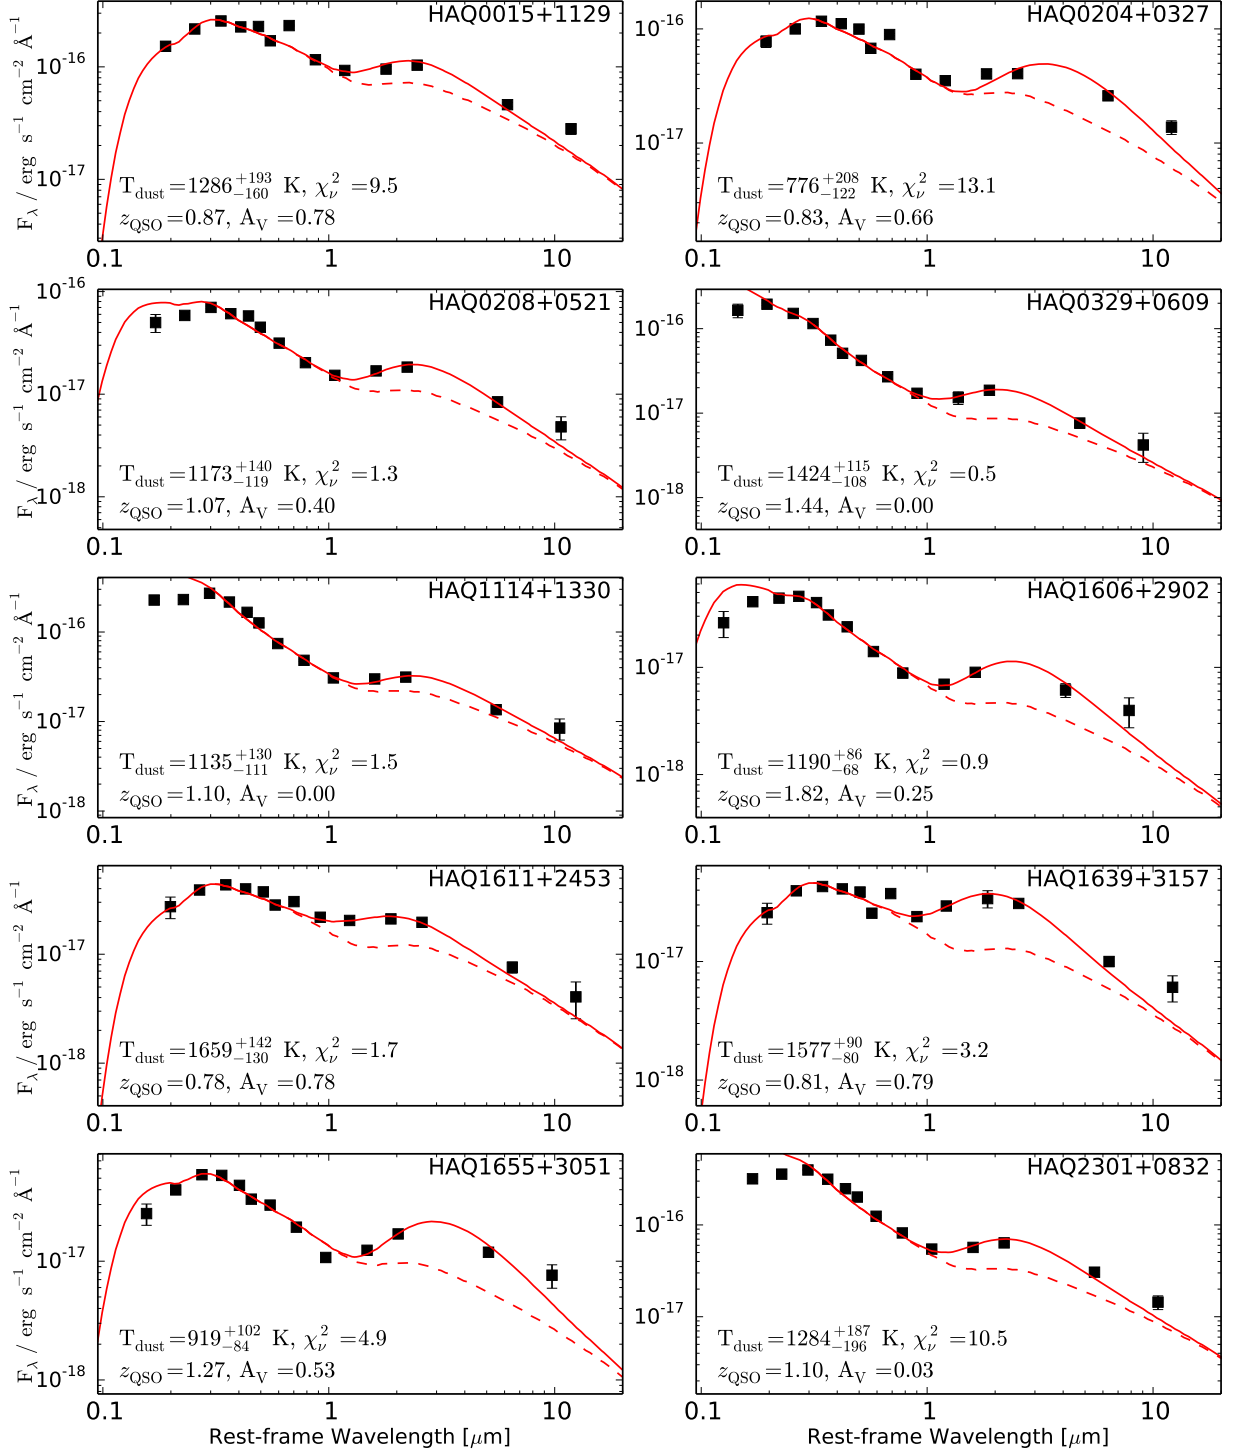 HAQ0015+1129
10⁻¹⁶
10⁻¹⁷
F_λ / erg s⁻¹ cm⁻² Å⁻¹
T_dust=1286⁺¹⁹³₋₁₆₀ K, χ²_ν=9.5
z_QSO=0.87, A_V=0.78
0.1 1 10
HAQ0204+0327
10⁻¹⁶
10⁻¹⁷
T_dust=776⁺²⁰⁸₋₁₂₂ K, χ²_ν=13.1
z_QSO=0.83, A_V=0.66
0.1 1 10
HAQ0208+0521
10⁻¹⁶
10⁻¹⁷
10⁻¹⁸
F_λ / erg s⁻¹ cm⁻² Å⁻¹
T_dust=1173⁺¹⁴⁰₋₁₁₉ K, χ²_ν=1.3
z_QSO=1.07, A_V=0.40
0.1 1 10
HAQ0329+0609
10⁻¹⁶
10⁻¹⁷
10⁻¹⁸
T_dust=1424⁺¹¹⁵₋₁₀₈ K, χ²_ν=0.5
z_QSO=1.44, A_V=0.00
0.1 1 10
HAQ1114+1330
10⁻¹⁶
10⁻¹⁷
10⁻¹⁸
F_λ / erg s⁻¹ cm⁻² Å⁻¹
T_dust=1135⁺¹³⁰₋₁₁₁ K, χ²_ν=1.5
z_QSO=1.10, A_V=0.00
0.1 1 10
HAQ1606+2902
10⁻¹⁷
10⁻¹⁸
T_dust=1190⁺⁸⁶₋₆₈ K, χ²_ν=0.9
z_QSO=1.82, A_V=0.25
0.1 1 10
HAQ1611+2453
10⁻¹⁷
10⁻¹⁸
F_λ / erg s⁻¹ cm⁻² Å⁻¹
T_dust=1659⁺¹⁴²₋₁₃₀ K, χ²_ν=1.7
z_QSO=0.78, A_V=0.78
0.1 1 10
HAQ1639+3157
10⁻¹⁷
10⁻¹⁸
T_dust=1577⁺⁹⁰₋₈₀ K, χ²_ν=3.2
z_QSO=0.81, A_V=0.79
0.1 1 10
HAQ1655+3051
10⁻¹⁷
10⁻¹⁸
F_λ / erg s⁻¹ cm⁻² Å⁻¹
T_dust=919⁺¹⁰²₋₈₄ K, χ²_ν=4.9
z_QSO=1.27, A_V=0.53
0.1 1 10
Rest-frame Wavelength [μm]
HAQ2301+0832
10⁻¹⁶
10⁻¹⁷
T_dust=1284⁺¹⁸⁷₋₁₉₆ K, χ²_ν=10.5
z_QSO=1.10, A_V=0.03
0.1 1 10
Rest-frame Wavelength [μm]